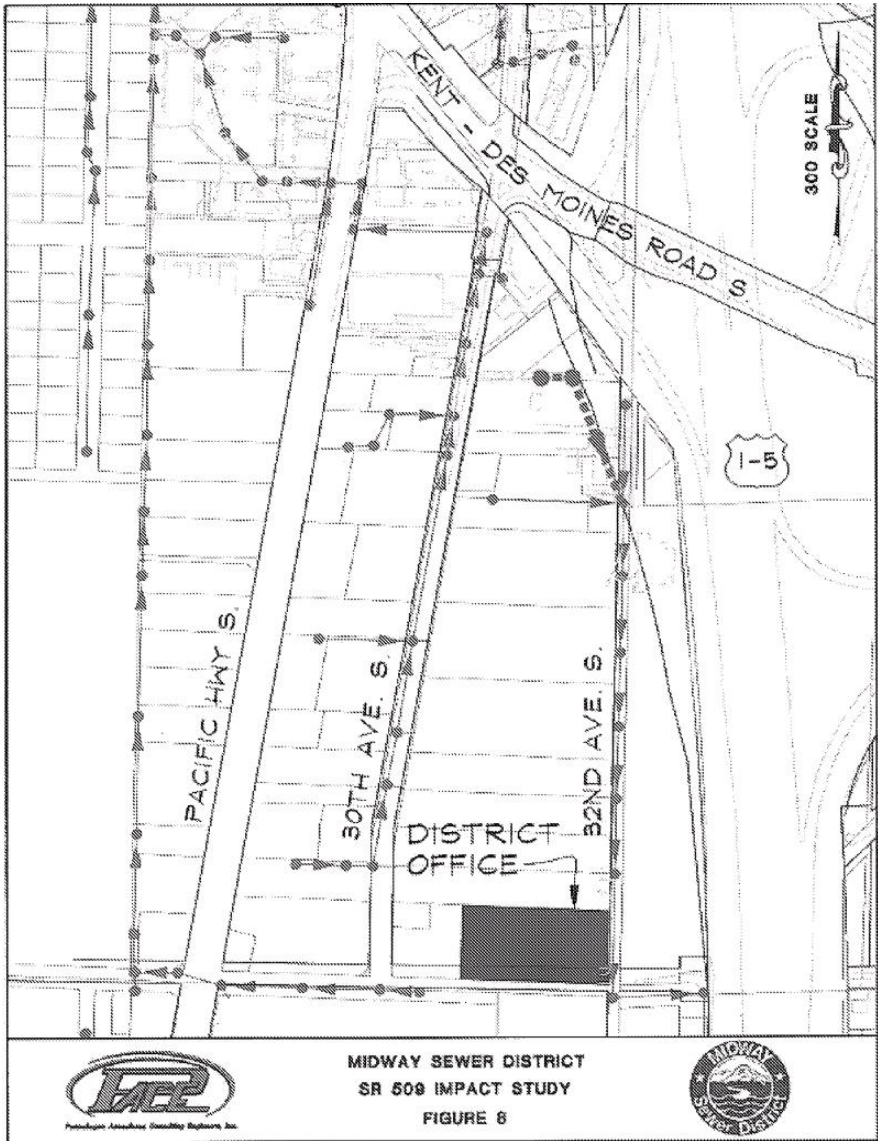 KENT - DES MOINES ROAD S
300 SCALE
I-5
PACIFIC HWY S.
30TH AVE. S.
32ND AVE. S.
DISTRICT
OFFICE
PACE
MIDWAY SEWER DISTRICT
SR 509 IMPACT STUDY
FIGURE 8
MIDWAY
Sewer District